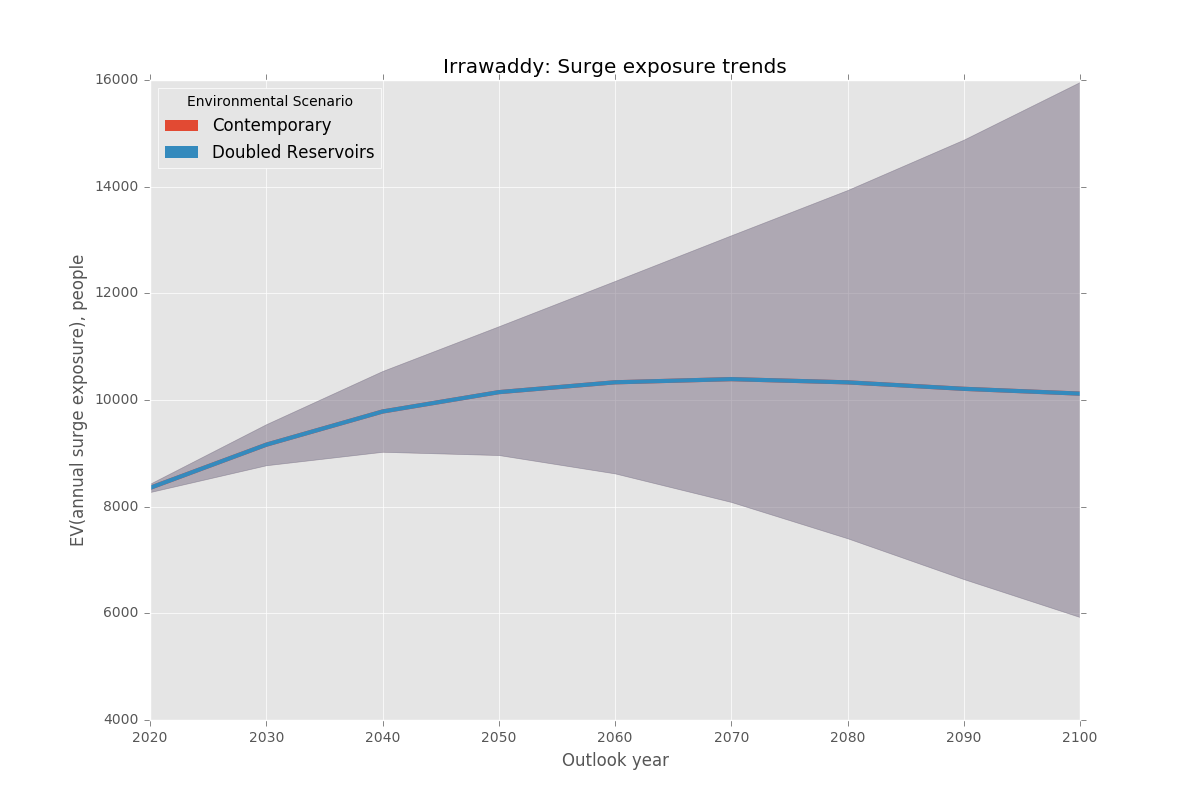 Irrawaddy: Surge exposure trends
Environmental Scenario
Contemporary
Doubled Reservoirs
EV(annual surge exposure), people
16000
14000
12000
10000
8000
6000
4000
2020 2030 2040 2050 2060 2070 2080 2090 2100
Outlook year